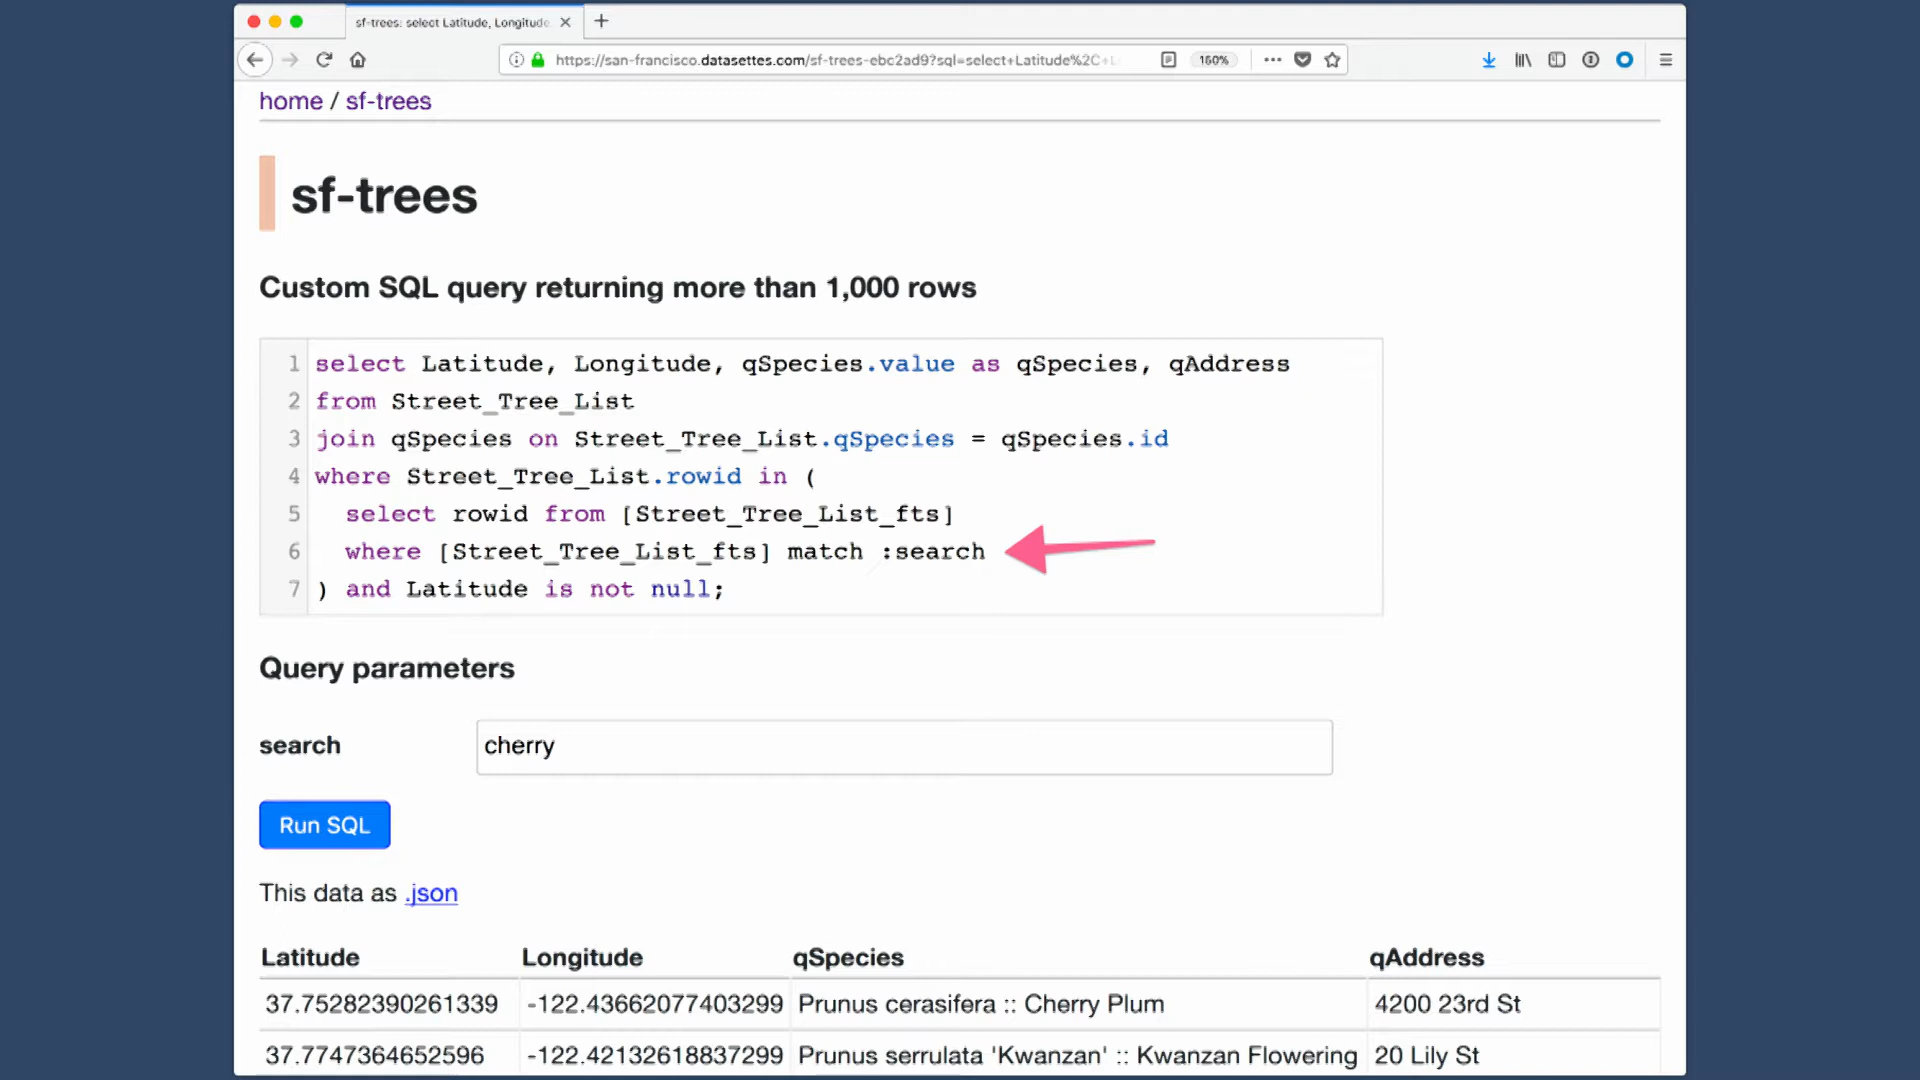 sf-trees: select Latitude, Longitude
https://san-francisco.datasettes.com/sf-trees-ebc2ad9?sql=select+Latitude%2C+L
160%
home / sf-trees
sf-trees
Custom SQL query returning more than 1,000 rows
1 select Latitude, Longitude, qSpecies.value as qSpecies, qAddress
2 from Street_Tree_List
3 join qSpecies on Street_Tree_List.qSpecies = qSpecies.id
4 where Street_Tree_List.rowid in (
5 select rowid from [Street_Tree_List_fts]
6 where [Street_Tree_List_fts] match :search
7 ) and Latitude is not null;
Query parameters
search cherry
Run SQL
This data as .json
Latitude Longitude qSpecies qAddress
37.75282390261339 -122.43662077403299 Prunus cerasifera :: Cherry Plum 4200 23rd St
37.7747364652596 -122.42132618837299 Prunus serrulata 'Kwanzan' :: Kwanzan Flowering 20 Lily St